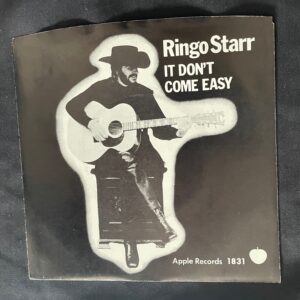 Ringo Starr
IT DON'T
COME EASY
Apple Records 1831